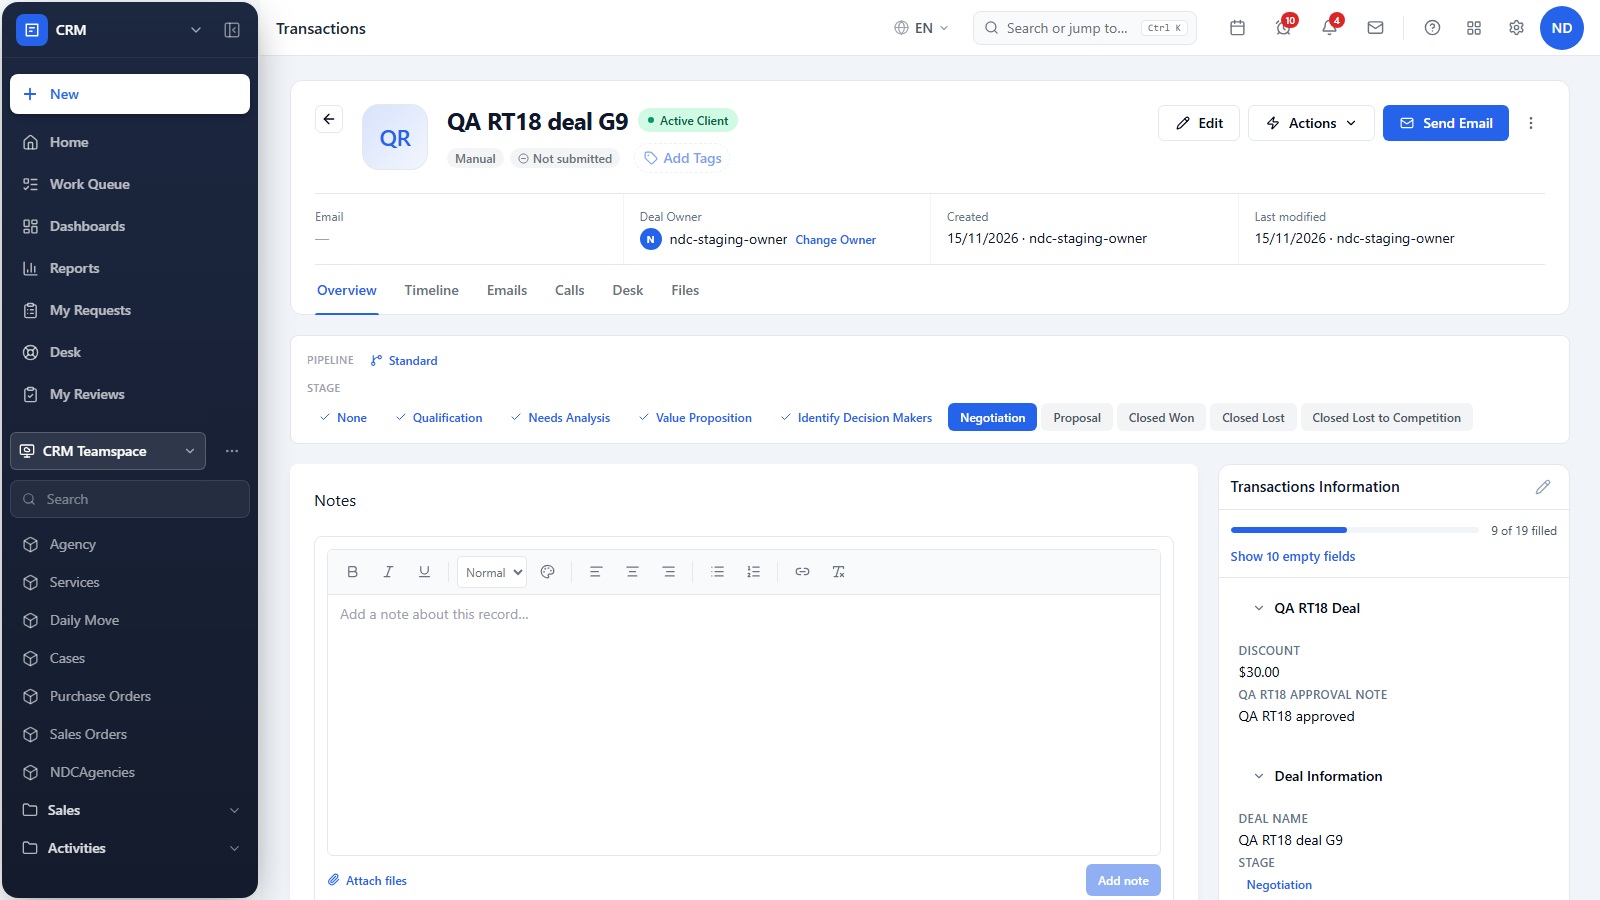 CRM
Transactions
EN
Search or jump to...
Ctrl K
10
4
ND
New
Home
Work Queue
Dashboards
Reports
My Requests
Desk
My Reviews
CRM Teamspace
Search
Agency
Services
Daily Move
Cases
Purchase Orders
Sales Orders
NDCAgencies
Sales
Activities
QR
QA RT18 deal G9
Active Client
Manual
Not submitted
Add Tags
Edit
Actions
Send Email
Email
—
Deal Owner
N ndc-staging-owner Change Owner
Created
15/11/2026 · ndc-staging-owner
Last modified
15/11/2026 · ndc-staging-owner
Overview Timeline Emails Calls Desk Files
PIPELINE Standard
STAGE
None Qualification Needs Analysis Value Proposition Identify Decision Makers Negotiation Proposal Closed Won Closed Lost Closed Lost to Competition
Notes
B I U Normal
Add a note about this record...
Attach files
Add note
Transactions Information
9 of 19 filled
Show 10 empty fields
QA RT18 Deal
DISCOUNT
$30.00
QA RT18 APPROVAL NOTE
QA RT18 approved
Deal Information
DEAL NAME
QA RT18 deal G9
STAGE
Negotiation